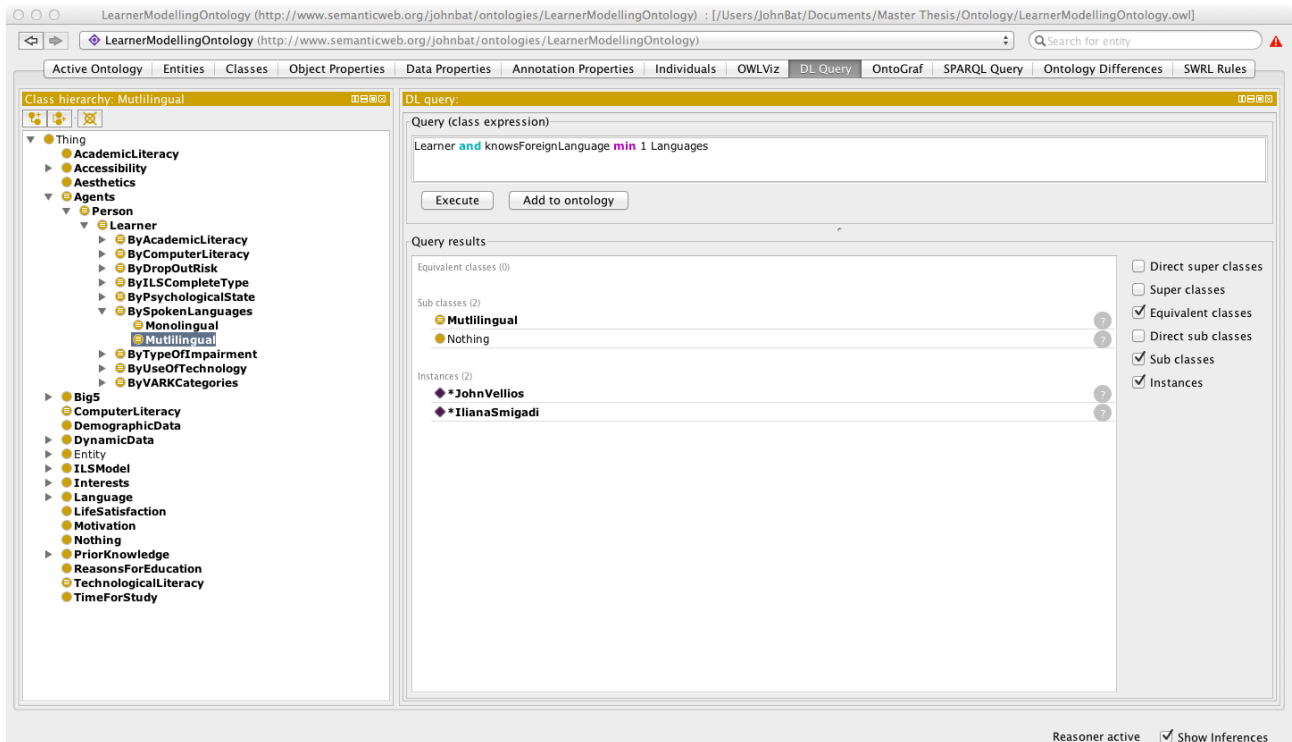 LearnerModellingOntology (http://www.semanticweb.org/johnbat/ontologies/LearnerModellingOntology) : [/Users/JohnBat/Documents/Master Thesis/Ontology/LearnerModellingOntology.owl]
LearnerModellingOntology (http://www.semanticweb.org/johnbat/ontologies/LearnerModellingOntology)
Search for entity
Active Ontology Entities Classes Object Properties Data Properties Annotation Properties Individuals OWLViz DL Query OntoGraf SPARQL Query Ontology Differences SWRL Rules
Class hierarchy: Mutlilingual
Thing
AcademicLiteracy
Accessibility
Aesthetics
Agents
Person
Learner
ByAcademicLiteracy
ByComputerLiteracy
ByDropOutRisk
ByILSCompleteType
ByPsychologicalState
BySpokenLanguages
Monolingual
Mutlilingual
ByTypeOfImpairment
ByUseOfTechnology
ByVARKCategories
Big5
ComputerLiteracy
DemographicData
DynamicData
Entity
ILSModel
Interests
Language
LifeSatisfaction
Motivation
Nothing
PriorKnowledge
ReasonsForEducation
TechnologicalLiteracy
TimeForStudy
DL query:
Query (class expression)
Learner and knowsForeignLanguage min 1 Languages
Execute Add to ontology
Query results
Equivalent classes (0)
Sub classes (2)
Mutlilingual ?
Nothing ?
Instances (2)
*JohnVellios ?
*IlianaSmigadi ?
Direct super classes
Super classes
Equivalent classes
Direct sub classes
Sub classes
Instances
Reasoner active Show Inferences